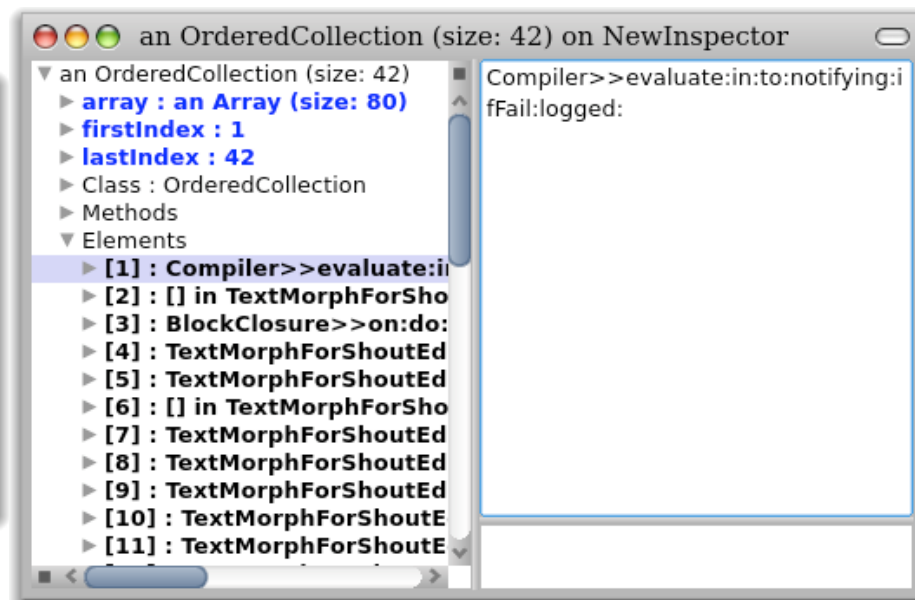 an OrderedCollection (size: 42) on NewInspector
an OrderedCollection (size: 42)
array : an Array (size: 80)
firstIndex : 1
lastIndex : 42
Class : OrderedCollection
Methods
Elements
[1] : Compiler>>evaluate:i
[2] : [] in TextMorphForSho
[3] : BlockClosure>>on:do:
[4] : TextMorphForShoutEd
[5] : TextMorphForShoutEd
[6] : [] in TextMorphForSho
[7] : TextMorphForShoutEd
[8] : TextMorphForShoutEd
[9] : TextMorphForShoutEd
[10] : TextMorphForShoutE
[11] : TextMorphForShoutE
Compiler>>evaluate:in:to:notifying:i
fFail:logged: